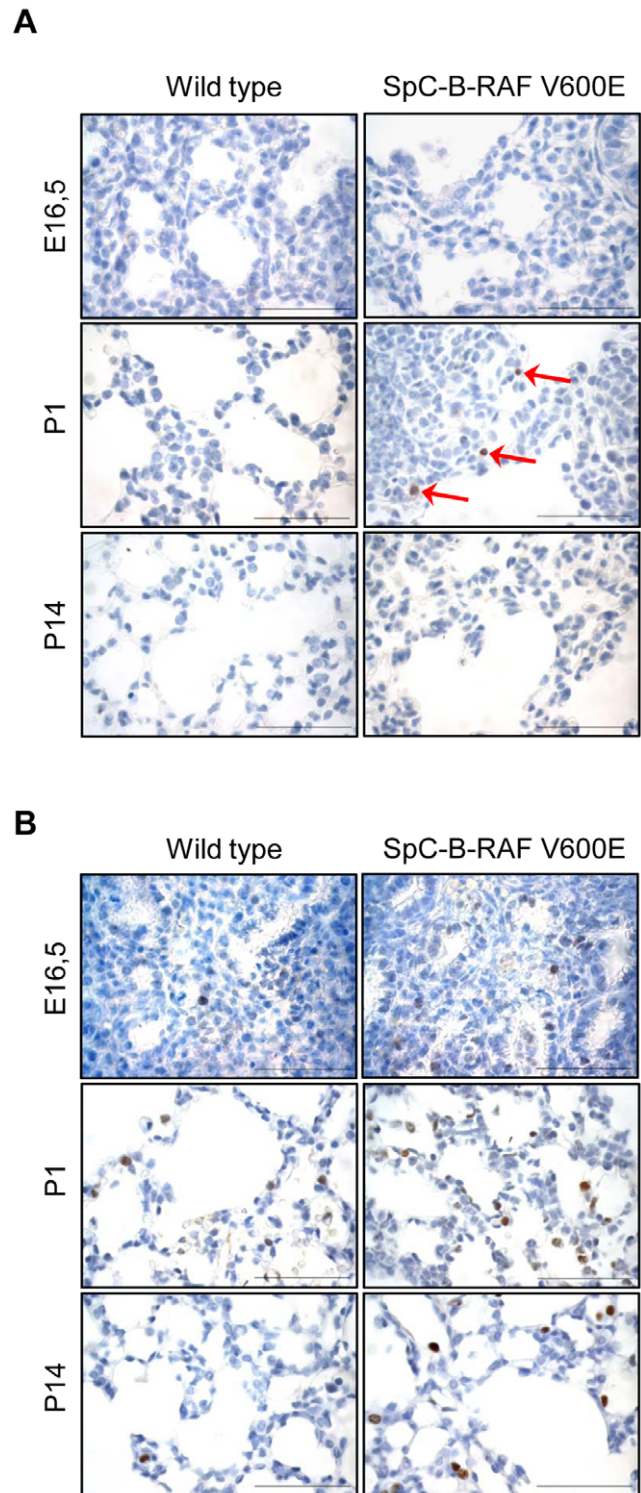 A
Wild type
SpC-B-RAF V600E
E16,5
P1
P14
B
Wild type
SpC-B-RAF V600E
E16,5
P1
P14